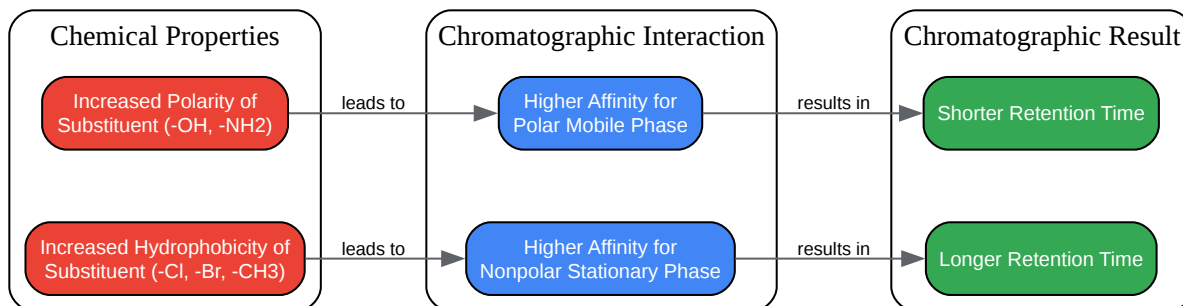 Chemical Properties
Chromatographic Interaction
Chromatographic Result
Increased Polarity of
Substituent (-OH, -NH2)
leads to
Higher Affinity for
Polar Mobile Phase
results in
Shorter Retention Time
Increased Hydrophobicity of
Substituent (-Cl, -Br, -CH3)
leads to
Higher Affinity for
Nonpolar Stationary Phase
results in
Longer Retention Time